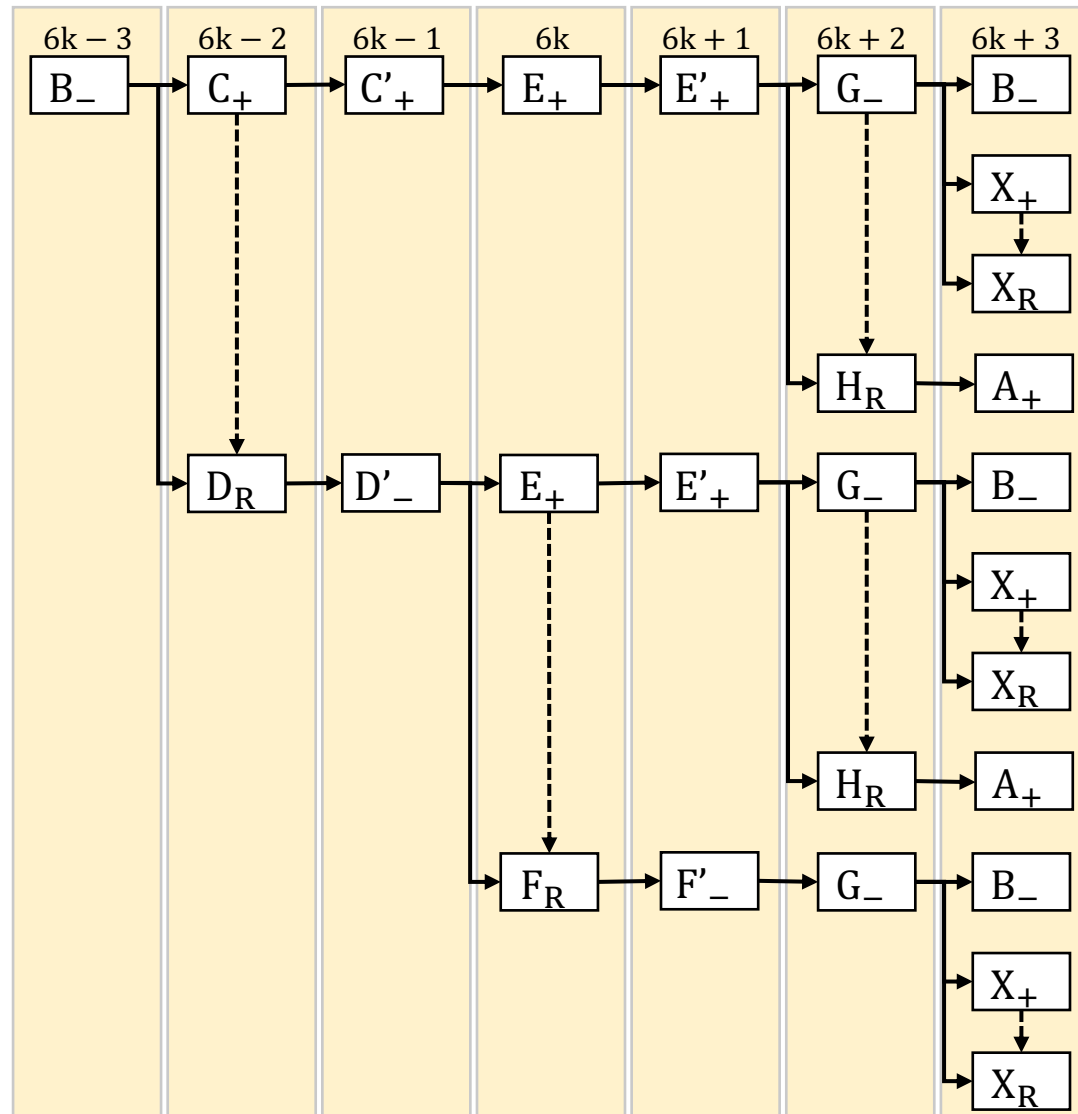 6k − 3 6k − 2 6k − 1 6k 6k + 1 6k + 2 6k + 3
B₋ C₊ C'₊ E₊ E'₊ G₋ B₋
X₊
X_R
H_R A₊
D_R D'₋ E₊ E'₊ G₋ B₋
X₊
X_R
H_R A₊
F_R F'₋ G₋ B₋
X₊
X_R